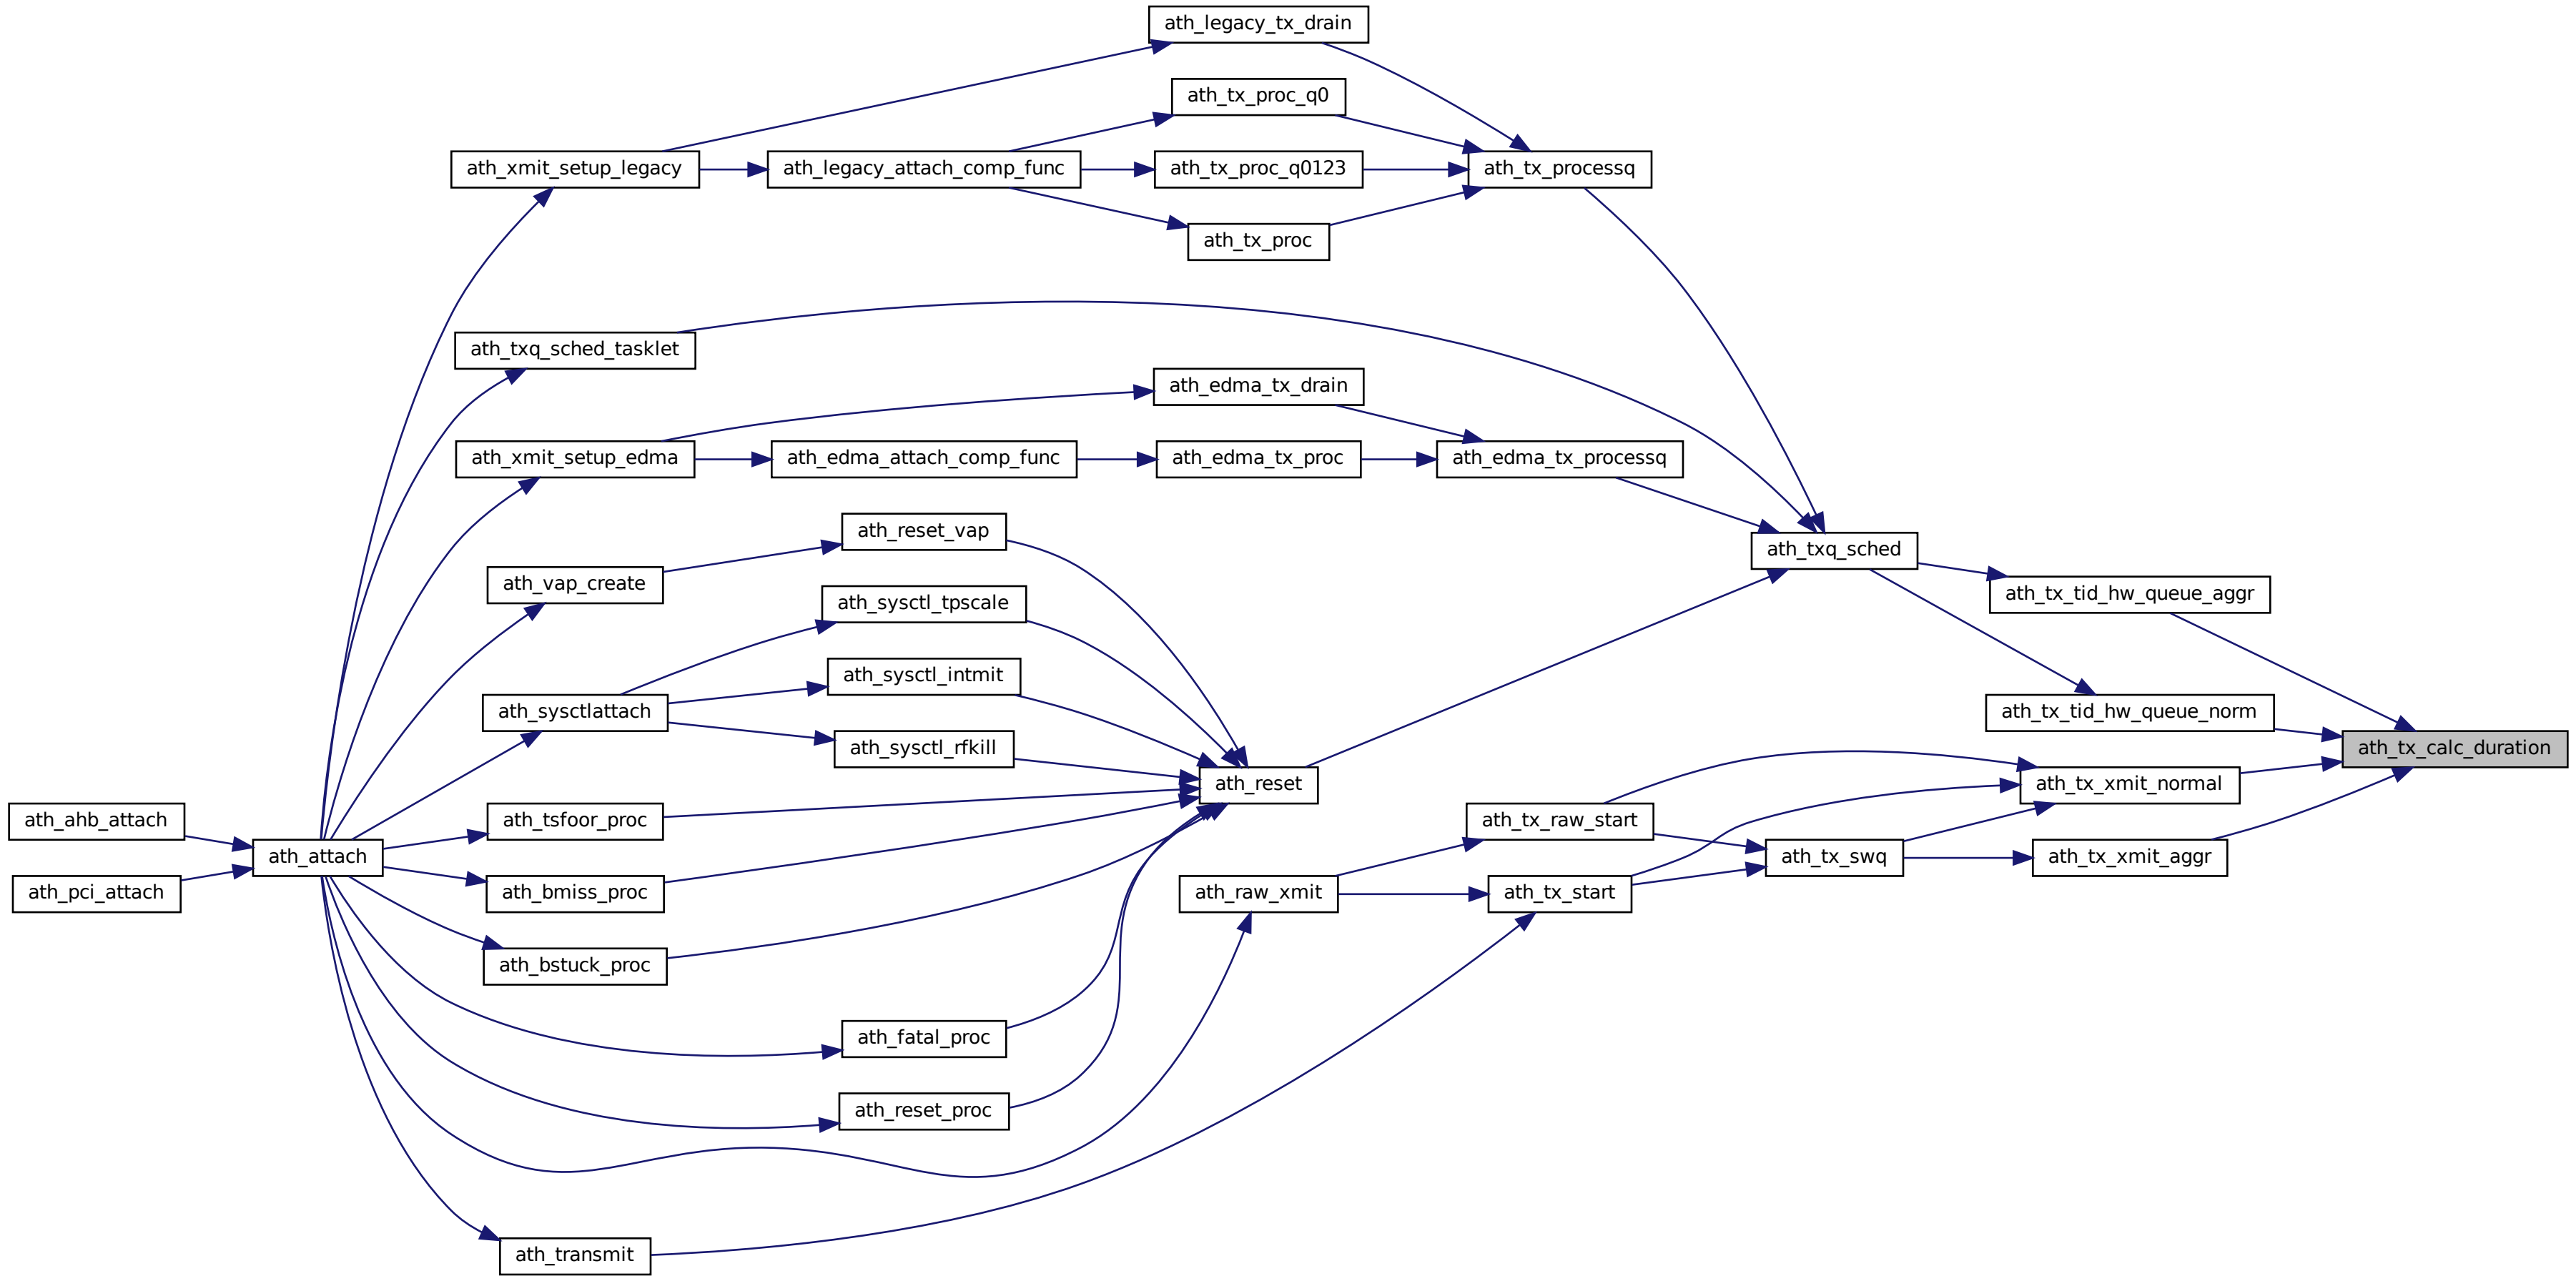 ath_legacy_tx_drain
ath_tx_proc_q0
ath_xmit_setup_legacy
ath_legacy_attach_comp_func
ath_tx_proc_q0123
ath_tx_processq
ath_tx_proc
ath_txq_sched_tasklet
ath_edma_tx_drain
ath_xmit_setup_edma
ath_edma_attach_comp_func
ath_edma_tx_proc
ath_edma_tx_processq
ath_reset_vap
ath_txq_sched
ath_vap_create
ath_sysctl_tpscale
ath_tx_tid_hw_queue_aggr
ath_sysctl_intmit
ath_sysctlattach
ath_tx_tid_hw_queue_norm
ath_sysctl_rfkill
ath_tx_calc_duration
ath_reset
ath_tx_xmit_normal
ath_ahb_attach
ath_tsfoor_proc
ath_tx_raw_start
ath_attach
ath_tx_swq
ath_tx_xmit_aggr
ath_pci_attach
ath_bmiss_proc
ath_raw_xmit
ath_tx_start
ath_bstuck_proc
ath_fatal_proc
ath_reset_proc
ath_transmit